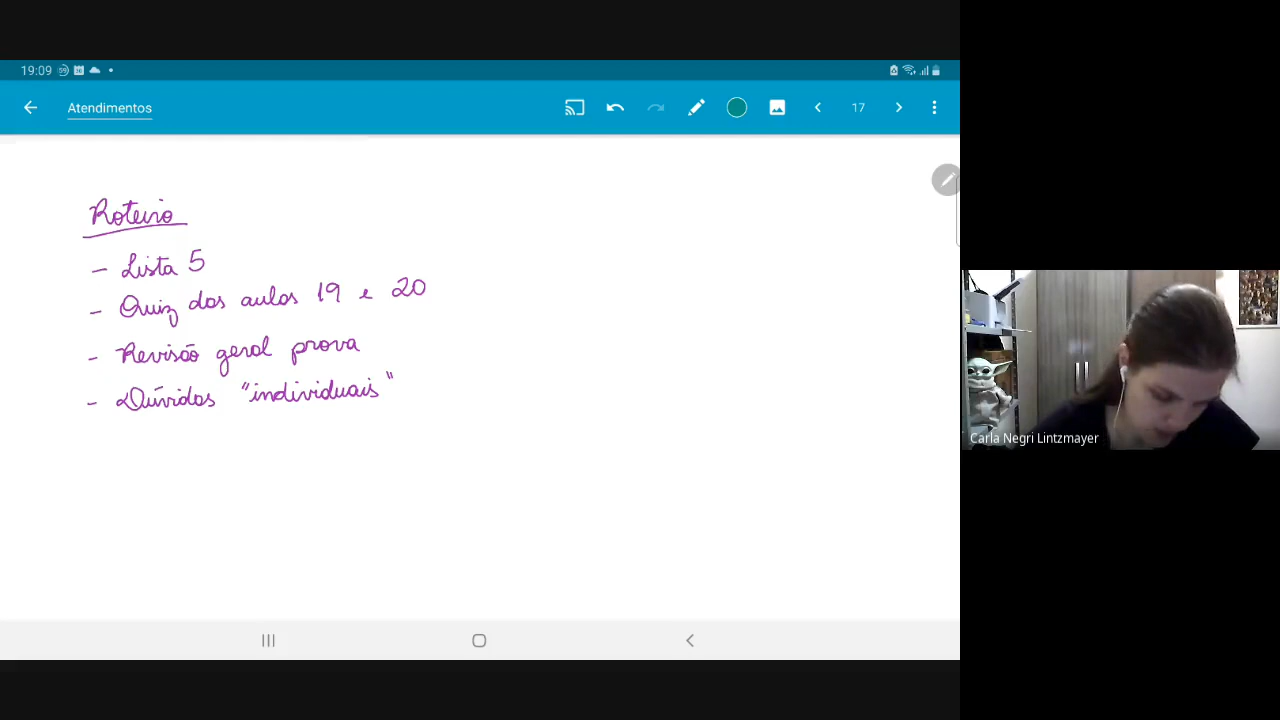 19:09
Atendimentos
17
Roteiro
- Lista 5
- Quiz das aulas 19 e 20
- Revisão geral prova
- Dúvidas "individuais"
Carla Negri Lintzmayer